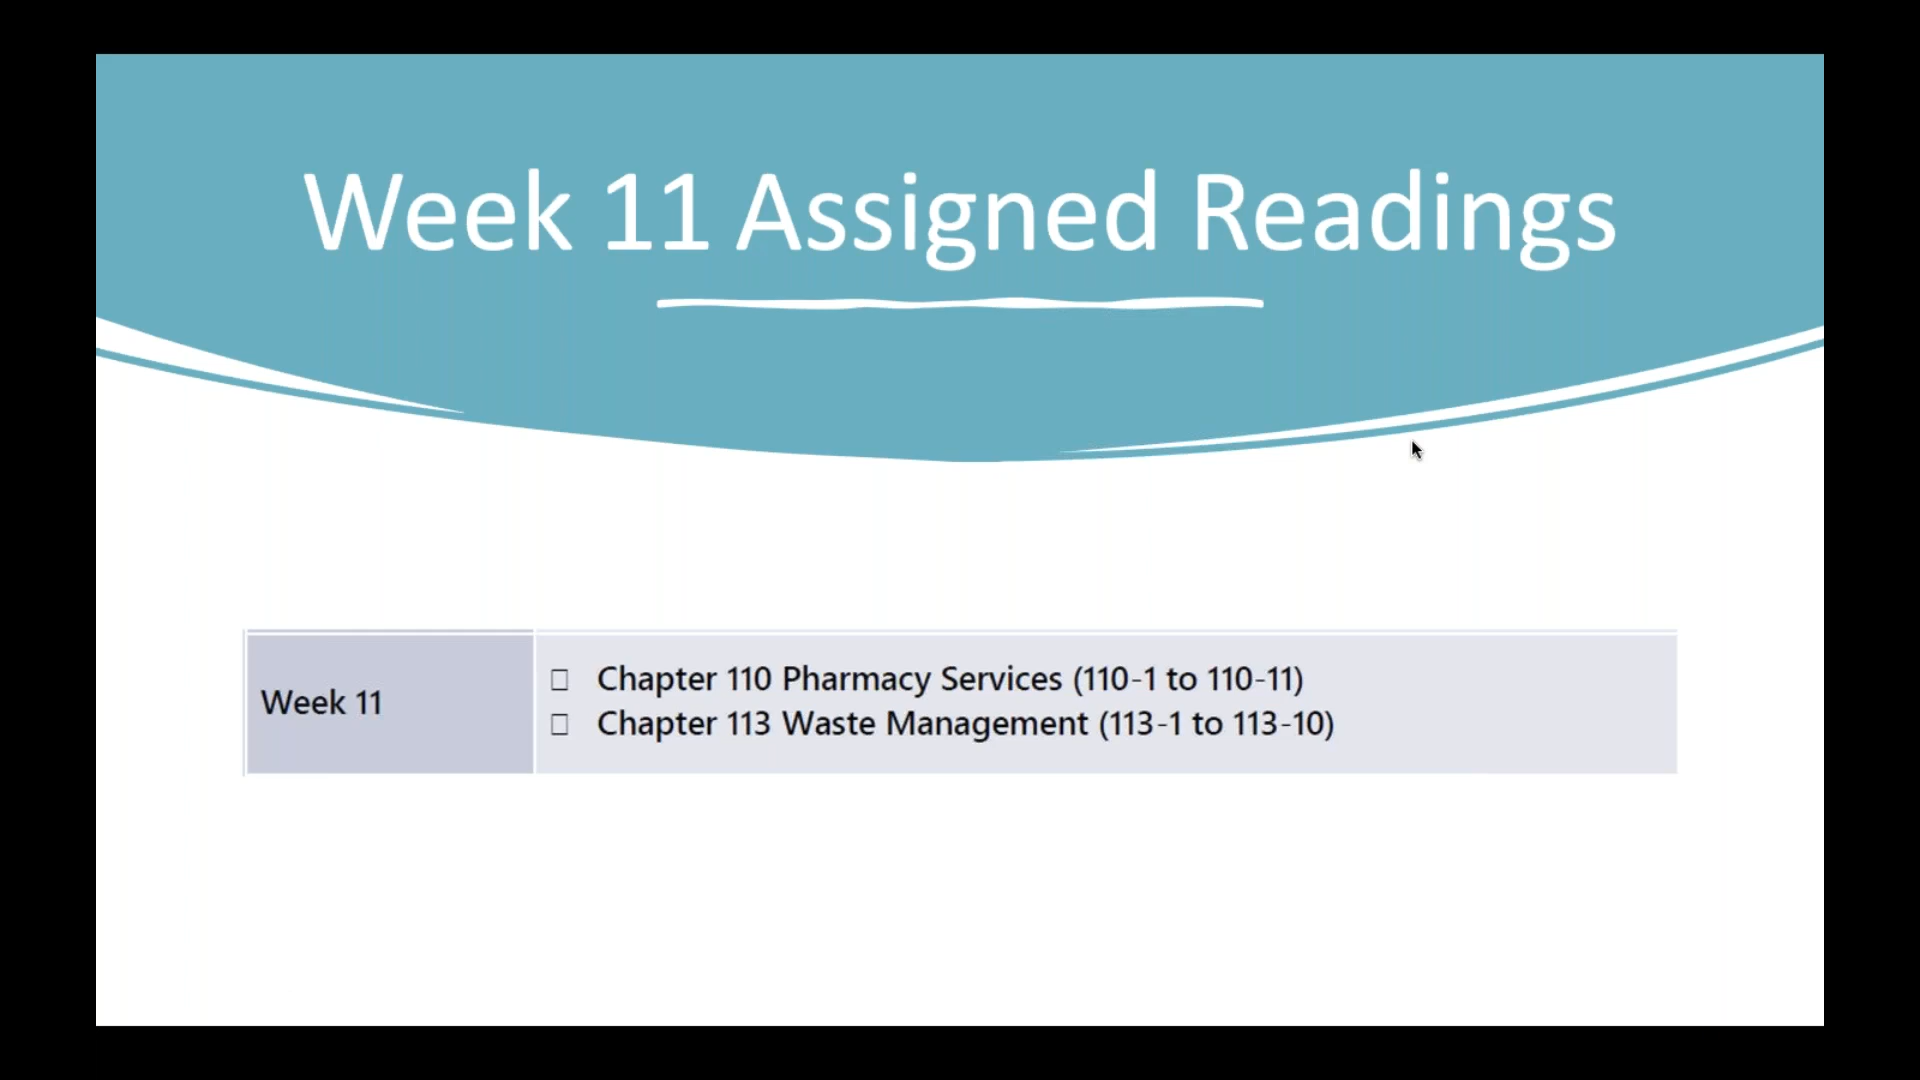 Week 11 Assigned Readings
Week 11
Chapter 110 Pharmacy Services (110-1 to 110-11)
Chapter 113 Waste Management (113-1 to 113-10)